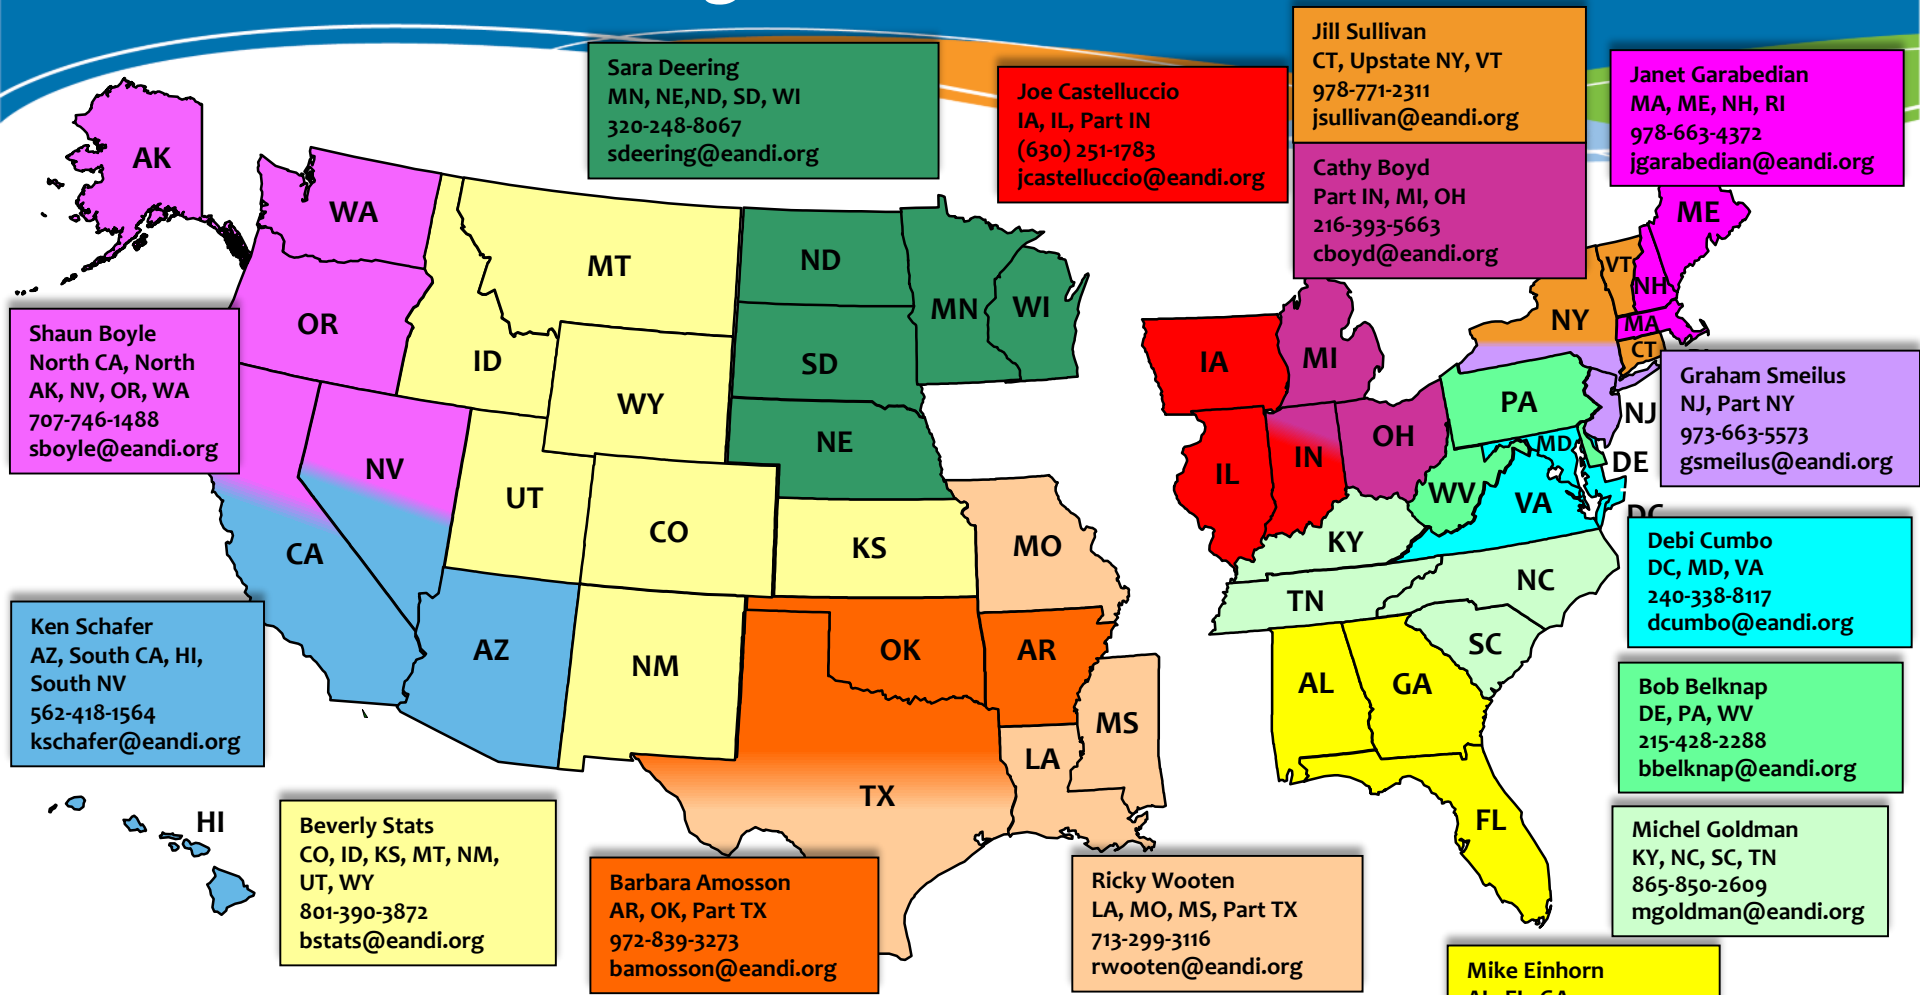 Sara Deering
MN, NE,ND, SD, WI
320-248-8067
sdeering@eandi.org
Joe Castelluccio
IA, IL, Part IN
(630) 251-1783
jcastelluccio@eandi.org
Jill Sullivan
CT, Upstate NY, VT
978-771-2311
jsullivan@eandi.org
Cathy Boyd
Part IN, MI, OH
216-393-5663
cboyd@eandi.org
Janet Garabedian
MA, ME, NH, RI
978-663-4372
jgarabedian@eandi.org
Shaun Boyle
North CA, North
AK, NV, OR, WA
707-746-1488
sboyle@eandi.org
Graham Smeilus
NJ, Part NY
973-663-5573
gsmeilus@eandi.org
Ken Schafer
AZ, South CA, HI,
South NV
562-418-1564
kschafer@eandi.org
Debi Cumbo
DC, MD, VA
240-338-8117
dcumbo@eandi.org
Bob Belknap
DE, PA, WV
215-428-2288
bbelknap@eandi.org
Beverly Stats
CO, ID, KS, MT, NM,
UT, WY
801-390-3872
bstats@eandi.org
Barbara Amosson
AR, OK, Part TX
972-839-3273
bamosson@eandi.org
Ricky Wooten
LA, MO, MS, Part TX
713-299-3116
rwooten@eandi.org
Michel Goldman
KY, NC, SC, TN
865-850-2609
mgoldman@eandi.org
Mike Einhorn
AL, FL, GA
AK
WA
OR
MT
ID
WY
NV
UT
CO
CA
AZ
NM
HI
ND
SD
NE
MN
WI
KS
MO
OK
AR
TX
LA
MS
IA
MI
IL
IN
OH
KY
TN
WV
VA
NC
SC
AL
GA
FL
PA
NY
VT
NH
ME
MA
CT
NJ
MD
DE
DC